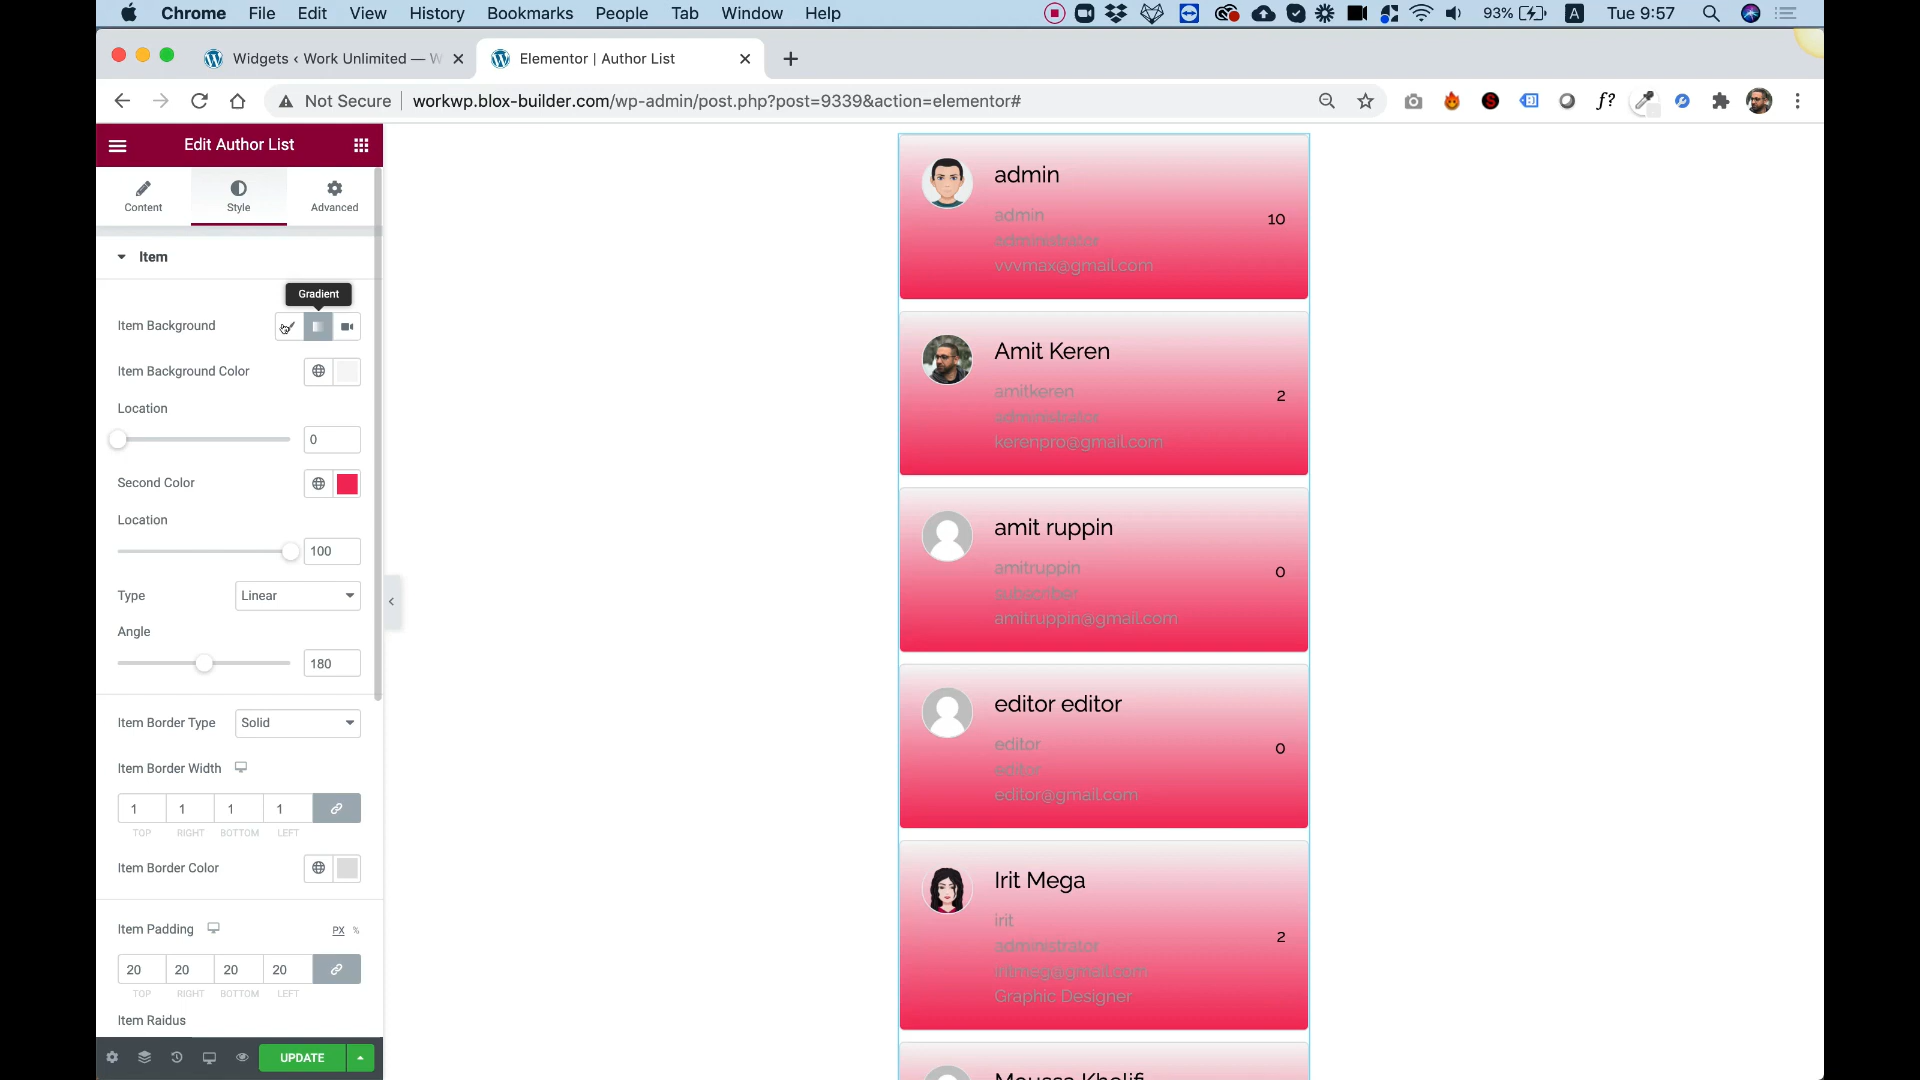 Chrome File Edit View History Bookmarks People Tab Window Help 93% A Tue 9:57
Widgets ‹ Work Unlimited — W Elementor | Author List
Not Secure workwp.blox-builder.com/wp-admin/post.php?post=9339&action=elementor# f?
Edit Author List
Content Style Advanced
Item
Gradient
Item Background
Item Background Color
Location
0
Second Color
Location
100
Type Linear
Angle
180
Item Border Type Solid
Item Border Width
1 1 1 1
TOP RIGHT BOTTOM LEFT
Item Border Color
Item Padding PX %
20 20 20 20
TOP RIGHT BOTTOM LEFT
Item Raidus
UPDATE
admin
admin
administrator
vvvmax@gmail.com
10
Amit Keren
amitkeren
administrator
kerenpro@gmail.com
2
amit ruppin
amitruppin
subscriber
amitruppin@gmail.com
0
editor editor
editor
editor
editor@gmail.com
0
Irit Mega
irit
administrator
iritmeg@gmail.com
Graphic Designer
2